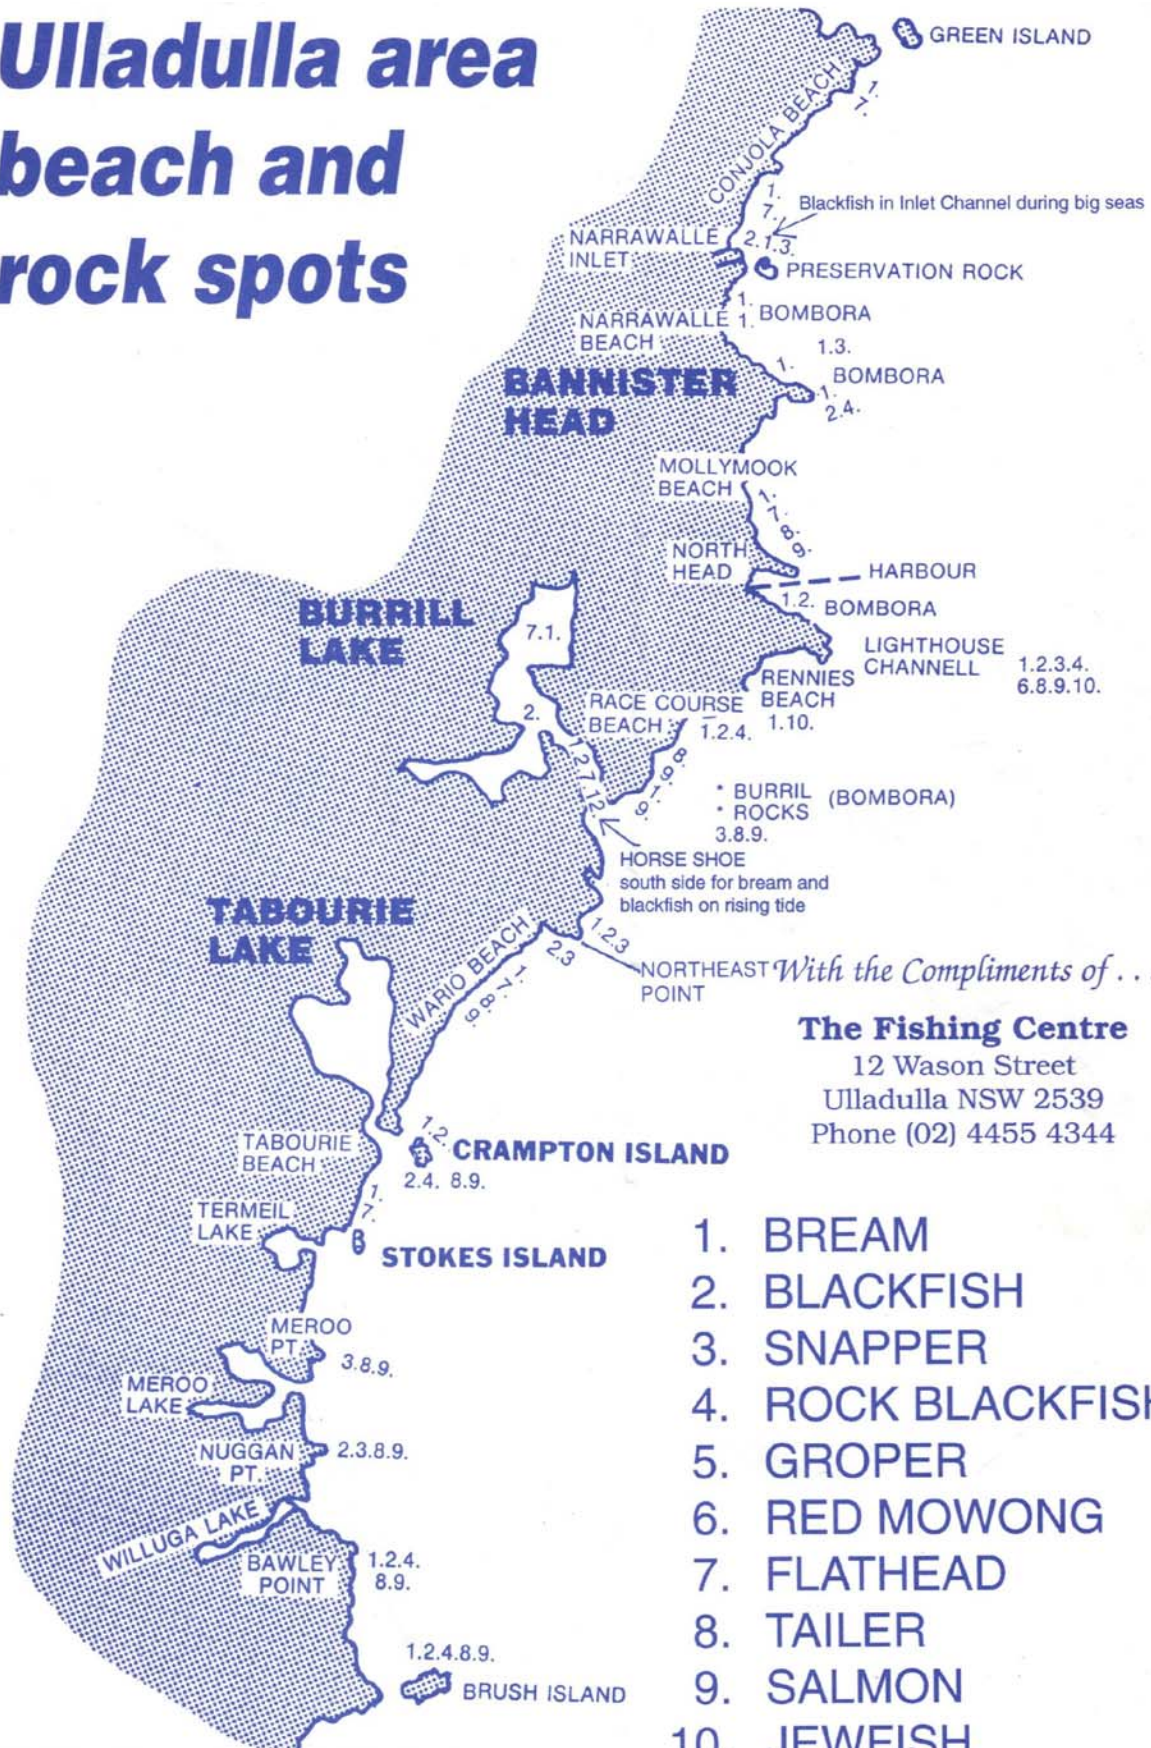 Ulladulla area
beach and
rock spots
GREEN ISLAND
CONJOLA BEACH
1.
7.
1.
7.
Blackfish in Inlet Channel during big seas
NARRAWALLE
INLET
2.1.3.
PRESERVATION ROCK
1.
NARRAWALLE
BEACH
1.
BOMBORA
1.3.
1.
BOMBORA
BANNISTER
HEAD
1.
2.4.
MOLLYMOOK
BEACH
1.
7.
8.
9.
NORTH
HEAD
HARBOUR
1.2. BOMBORA
BURRILL
LAKE
7.1.
LIGHTHOUSE
CHANNELL
1.2.3.4.
6.8.9.10.
RENNIES
BEACH
1.10.
RACE COURSE
BEACH
1.2.4.
2.
1.2.7.12.
8.
9.
1.
9.
* BURRIL
* ROCKS
(BOMBORA)
3.8.9.
HORSE SHOE
south side for bream and
blackfish on rising tide
TABOURIE
LAKE
WARIO BEACH
2.3
1.2.3
1.
7.
8.
9.
NORTHEAST
POINT
With the Compliments of . . .
The Fishing Centre
12 Wason Street
Ulladulla NSW 2539
Phone (02) 4455 4344
TABOURIE
BEACH
1.2.
CRAMPTON ISLAND
2.4. 8.9.
1.
7.
TERMEIL
LAKE
STOKES ISLAND
MEROO
PT.
3.8.9.
MEROO
LAKE
NUGGAN
PT.
2.3.8.9.
WILLUGA LAKE
BAWLEY
POINT
1.2.4.
8.9.
1.2.4.8.9.
BRUSH ISLAND
1. BREAM
2. BLACKFISH
3. SNAPPER
4. ROCK BLACKFISH
5. GROPER
6. RED MOWONG
7. FLATHEAD
8. TAILER
9. SALMON
10. JEWFISH